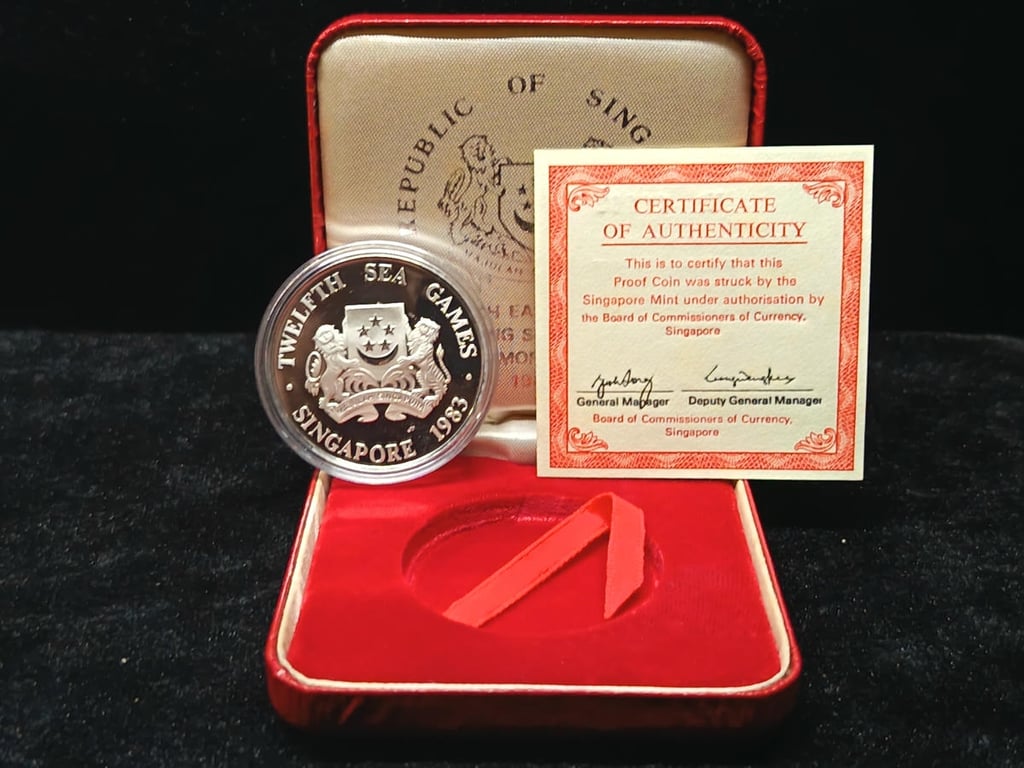 REPUBLIC OF SING
TWELFTH SEA GAMES
SINGAPORE 1983
CERTIFICATE
OF AUTHENTICITY
This is to certify that this
Proof Coin was struck by the
Singapore Mint under authorisation by
the Board of Commissioners of Currency,
Singapore
General Manager Deputy General Manager
Board of Commissioners of Currency,
Singapore